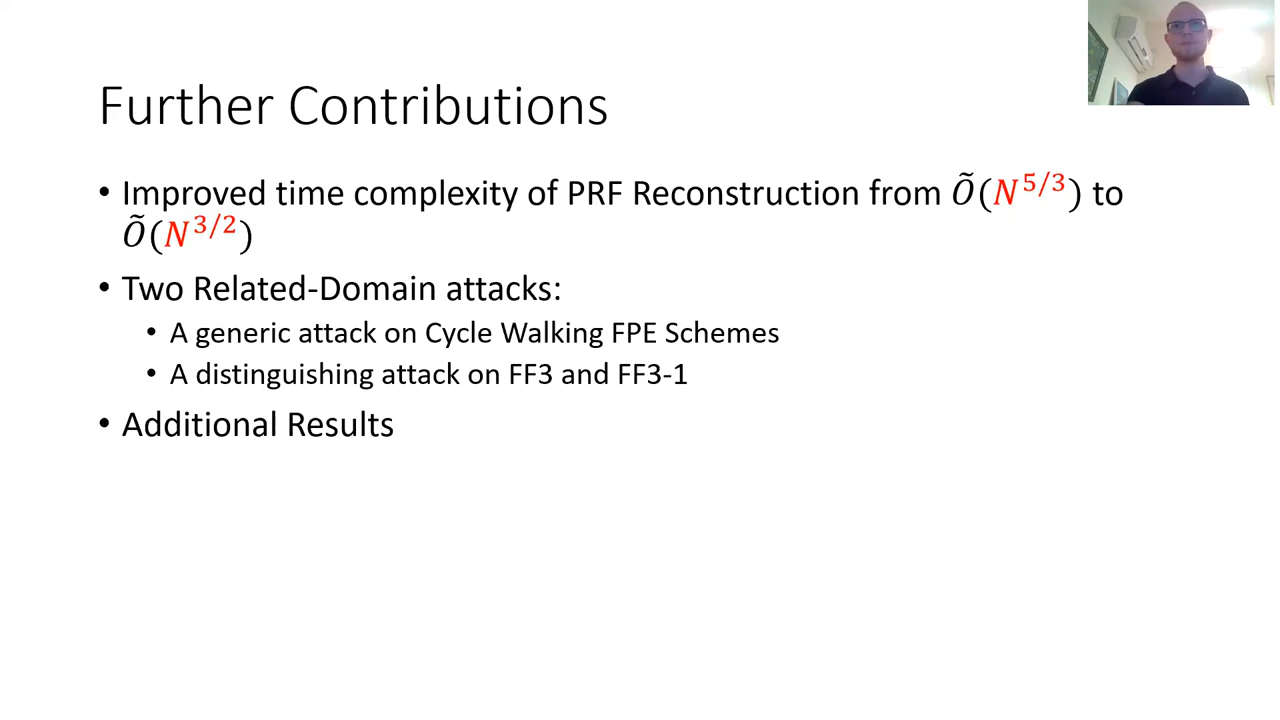 Further Contributions
• Improved time complexity of PRF Reconstruction from Õ(N^{5/3}) to
Õ(N^{3/2})
• Two Related-Domain attacks:
• A generic attack on Cycle Walking FPE Schemes
• A distinguishing attack on FF3 and FF3-1
• Additional Results